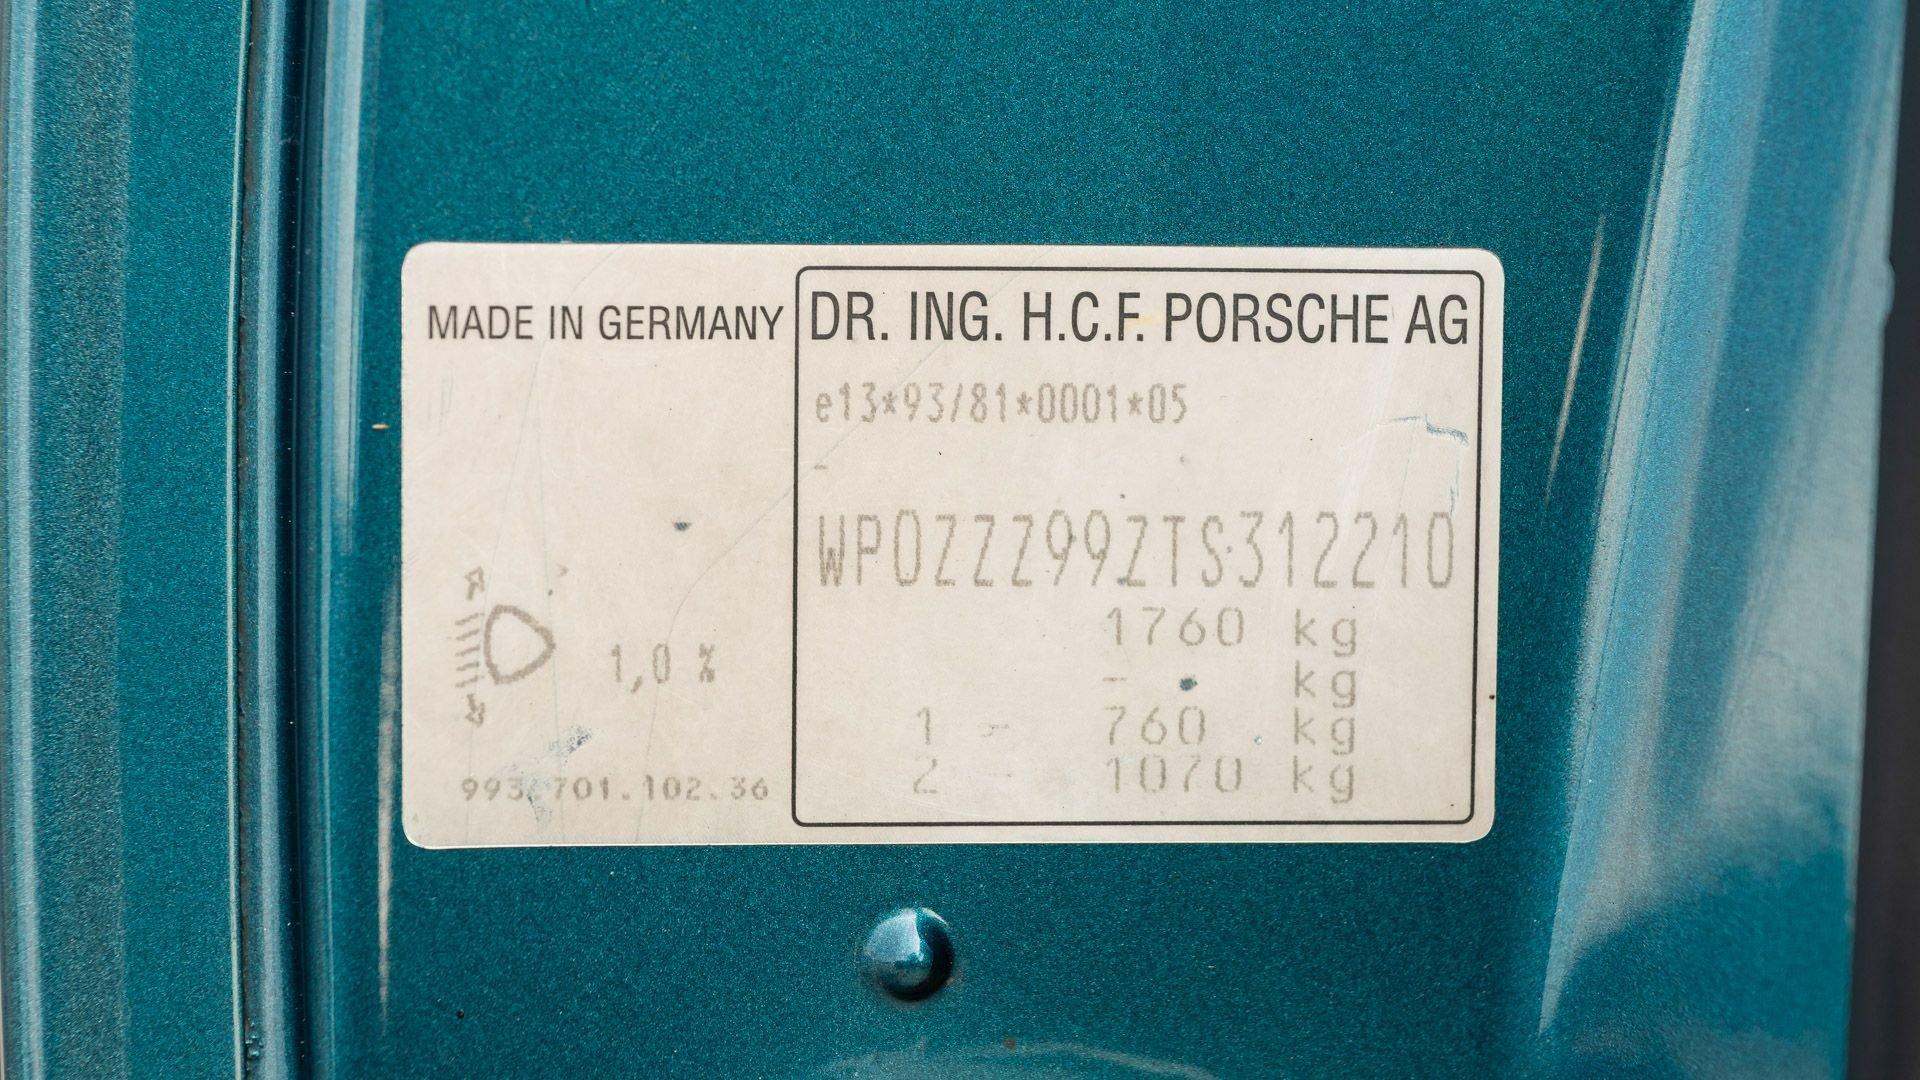 MADE IN GERMANY
DR. ING. H.C.F. PORSCHE AG
e13*93/81*0001*05
-
WP0ZZZ99ZTS312210
1760 kg
- kg
1 - 760 kg
2 - 1070 kg
1,0 %
993.701.102.36